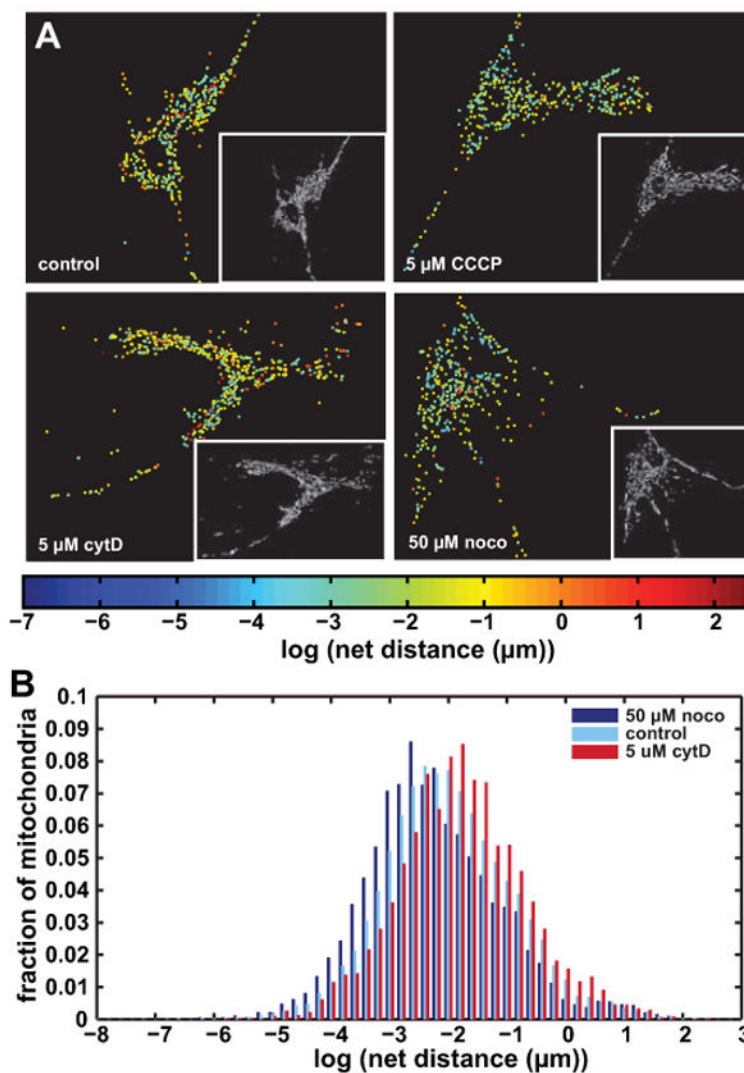 A
control
5 μM CCCP
5 μM cytD
50 μM noco
−7 −6 −5 −4 −3 −2 −1 0 1 2
log (net distance (μm))
B
fraction of mitochondria
0.1
0.09
0.08
0.07
0.06
0.05
0.04
0.03
0.02
0.01
0
50 μM noco
control
5 uM cytD
−8 −7 −6 −5 −4 −3 −2 −1 0 1 2 3
log (net distance (μm))